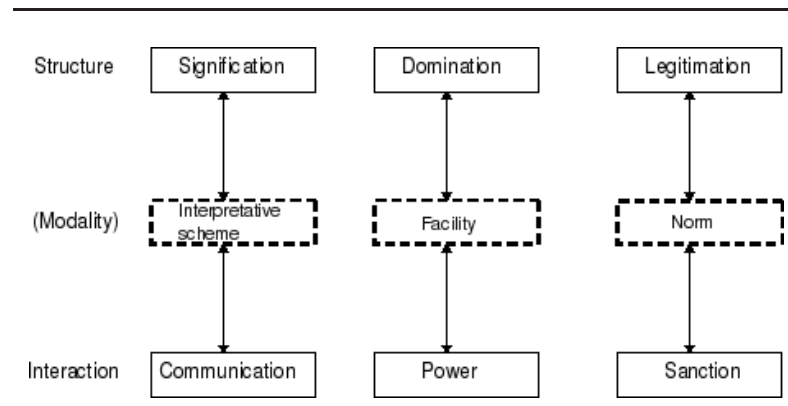 Structure Signification Domination Legitimation
(Modality) Interpretative scheme Facility Norm
Interaction Communication Power Sanction